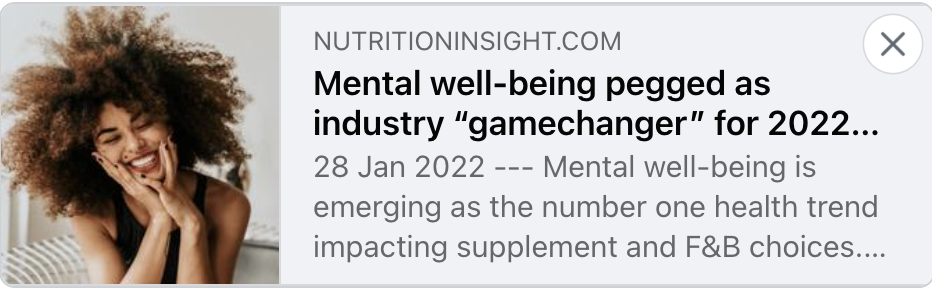 NUTRITIONINSIGHT.COM
Mental well-being pegged as
industry “gamechanger” for 2022...
28 Jan 2022 --- Mental well-being is
emerging as the number one health trend
impacting supplement and F&B choices....